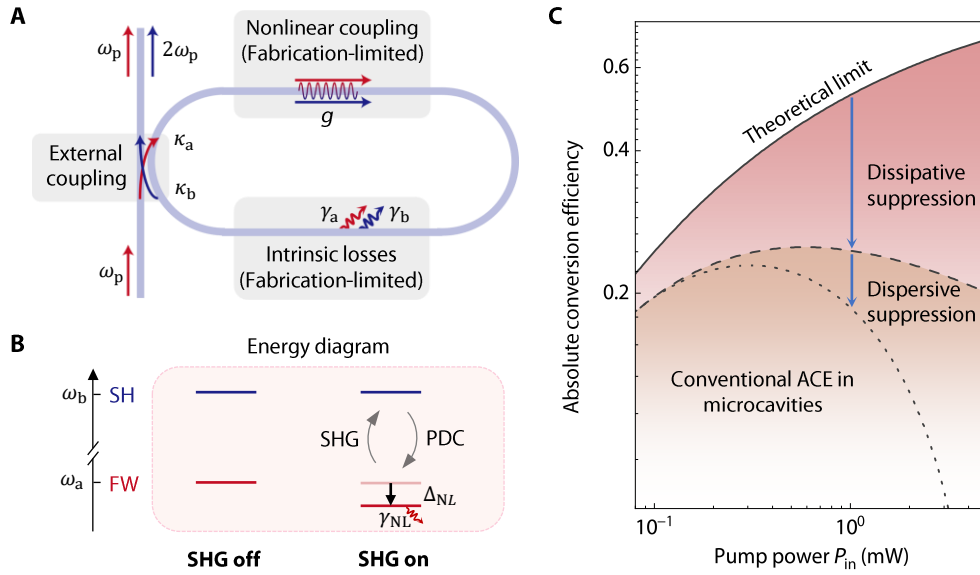 A
ωp
2ωp
Nonlinear coupling
(Fabrication-limited)
g
External
coupling
κa
κb
γa
γb
Intrinsic losses
(Fabrication-limited)
ωp
B
Energy diagram
ωb
SH
SHG
PDC
ωa
FW
ΔNL
γNL
SHG off
SHG on
C
Absolute conversion efficiency
0.6
0.4
0.2
Theoretical limit
Dissipative
suppression
Dispersive
suppression
Conventional ACE in
microcavities
10⁻¹
10⁰
Pump power Pin (mW)